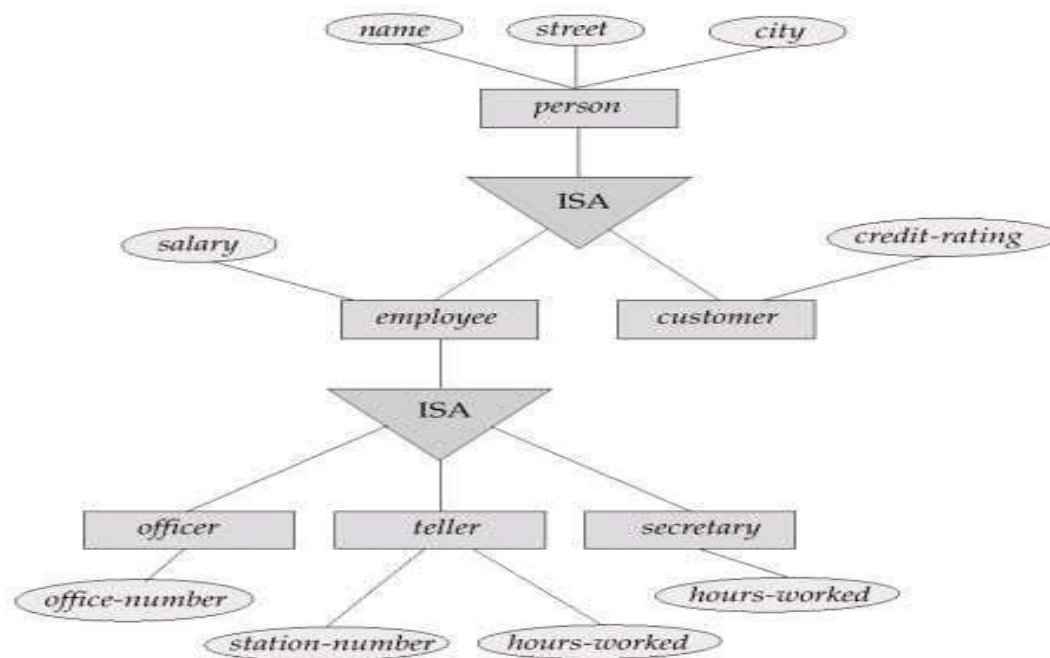 name
street
city
person
ISA
salary
credit-rating
employee
customer
ISA
officer
teller
secretary
office-number
hours-worked
station-number
hours-worked